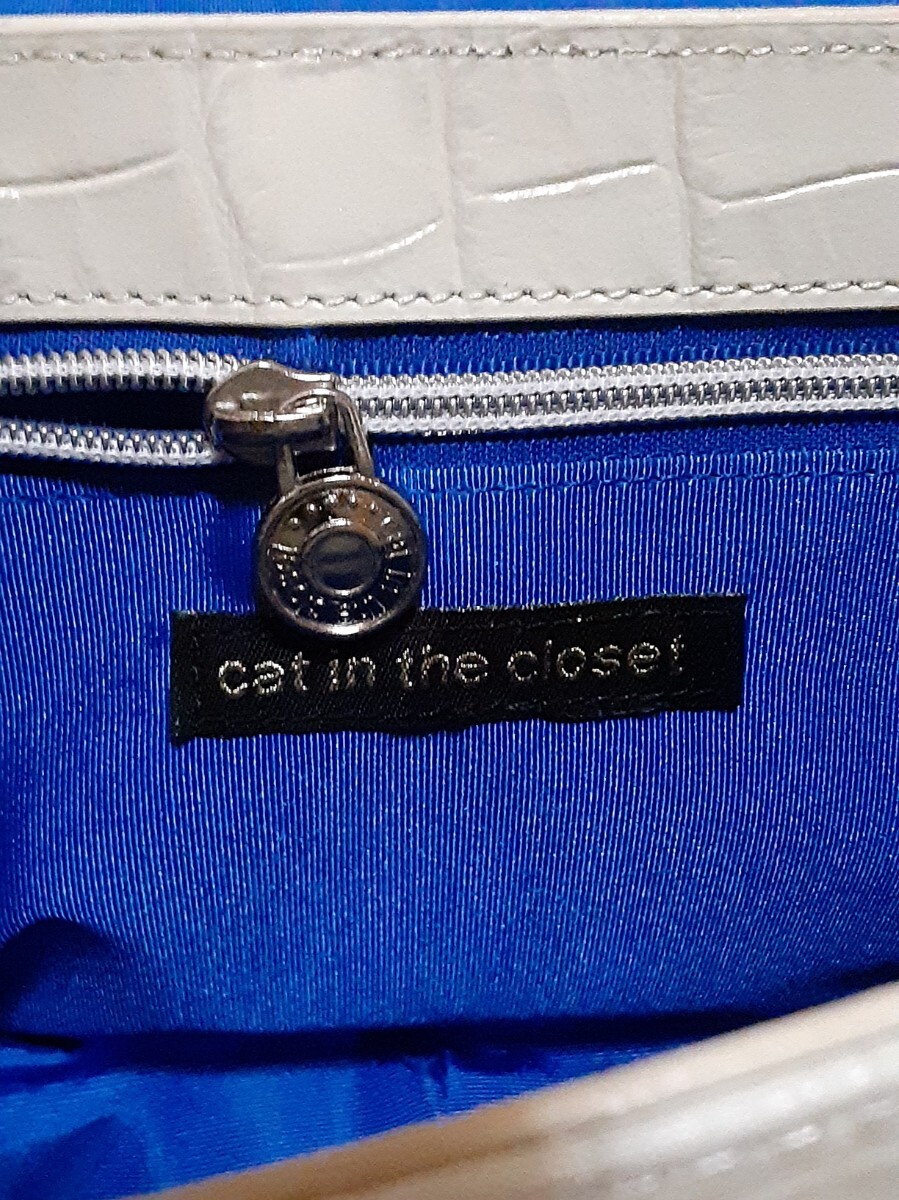 cat in the closet